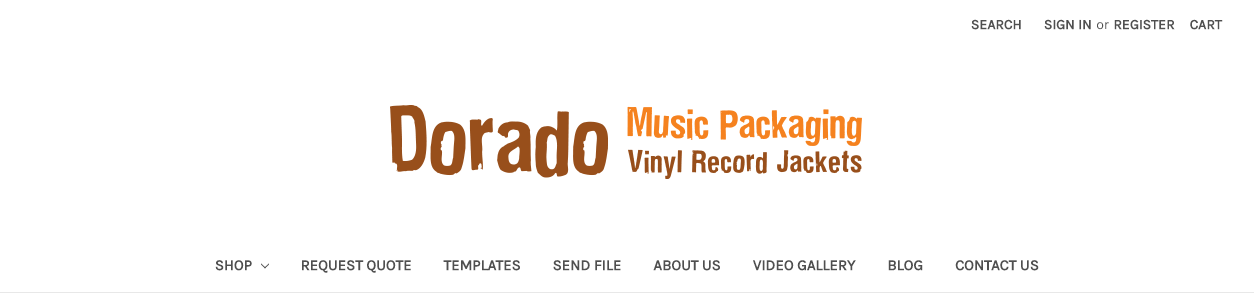 SEARCH SIGN IN or REGISTER CART
Dorado
Music Packaging
Vinyl Record Jackets
SHOP REQUEST QUOTE TEMPLATES SEND FILE ABOUT US VIDEO GALLERY BLOG CONTACT US